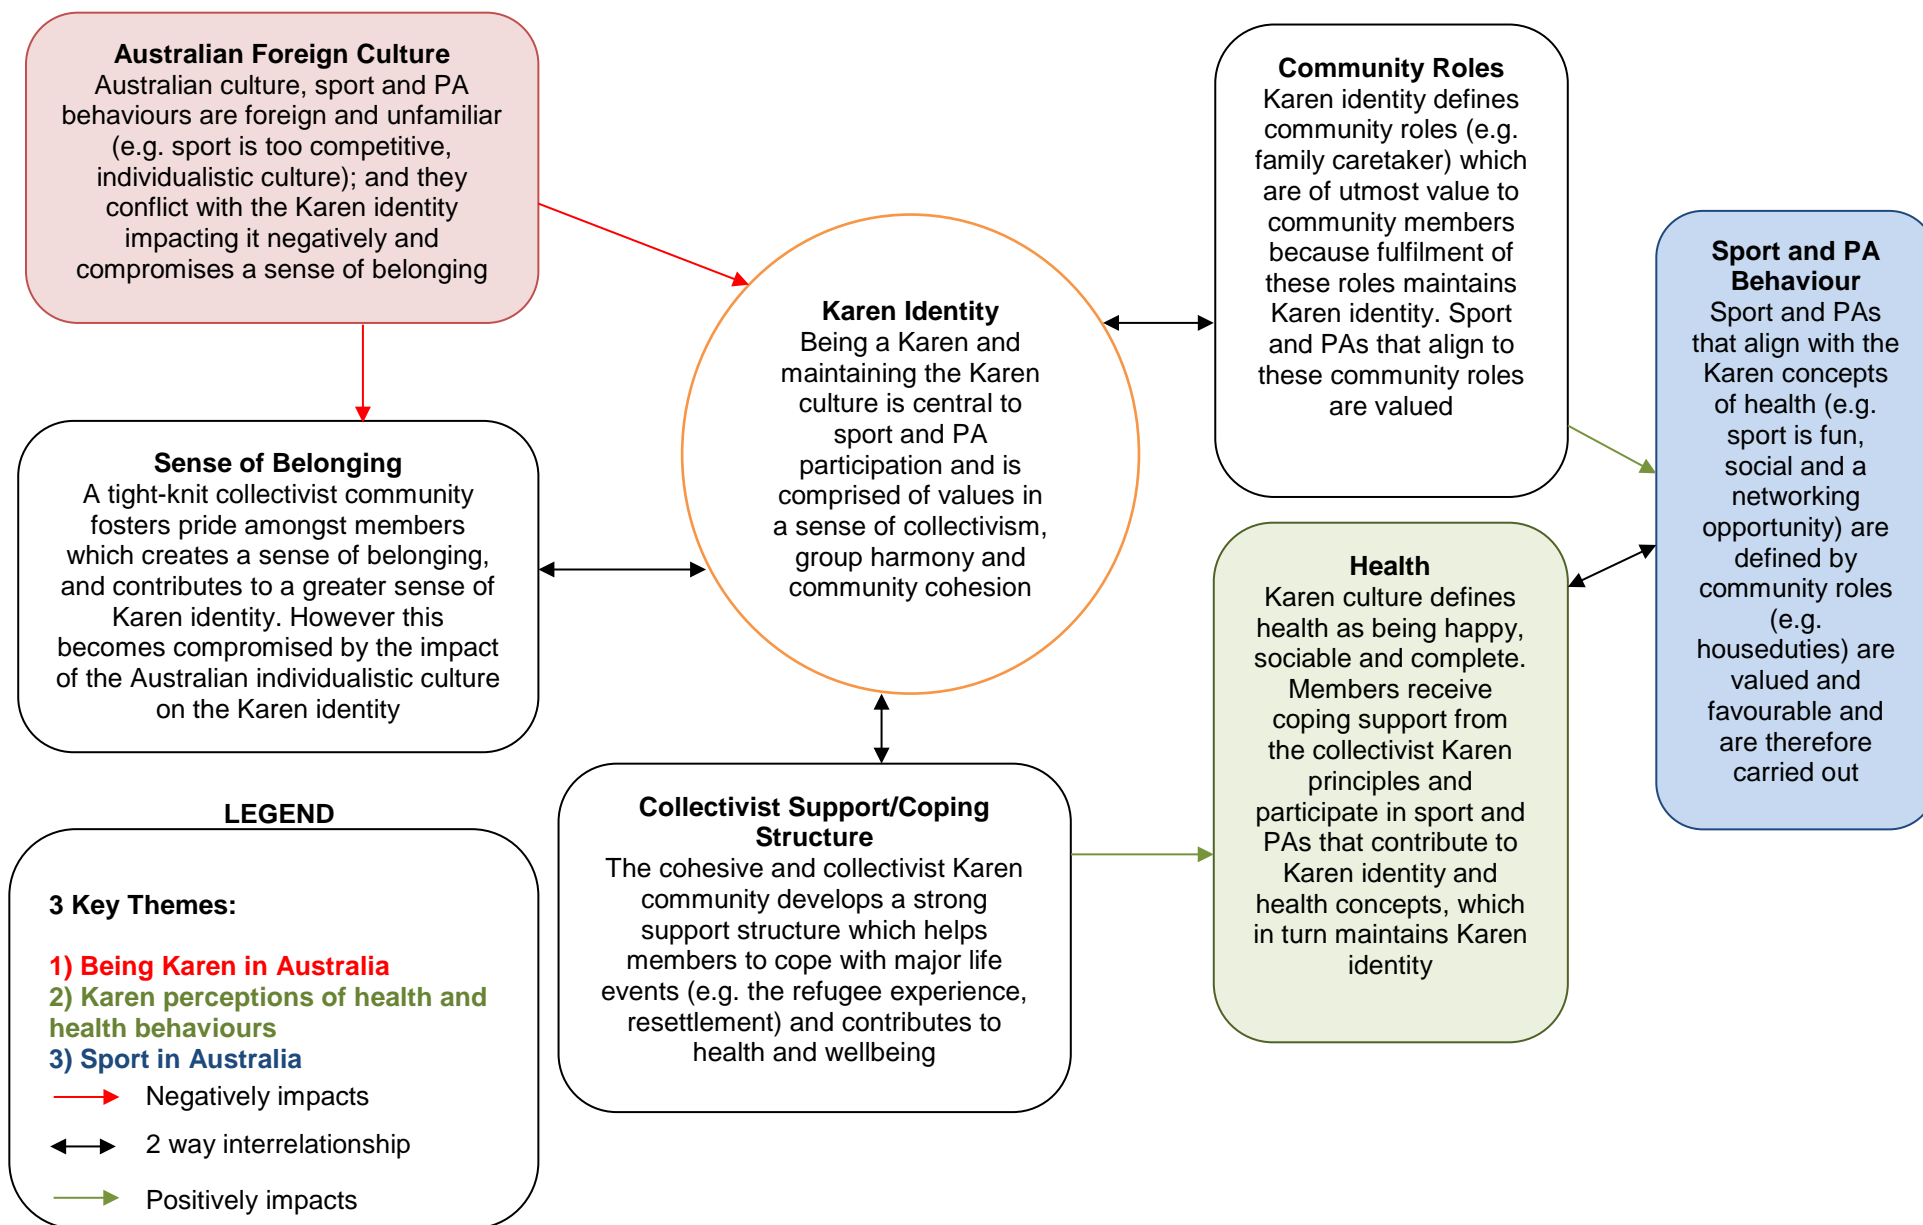 Australian Foreign Culture
Australian culture, sport and PA
behaviours are foreign and unfamiliar
(e.g. sport is too competitive,
individualistic culture); and they
conflict with the Karen identity
impacting it negatively and
compromises a sense of belonging
Sense of Belonging
A tight-knit collectivist community
fosters pride amongst members
which creates a sense of belonging,
and contributes to a greater sense of
Karen identity. However this
becomes compromised by the impact
of the Australian individualistic culture
on the Karen identity
Karen Identity
Being a Karen and
maintaining the Karen
culture is central to
sport and PA
participation and is
comprised of values in
a sense of collectivism,
group harmony and
community cohesion
Community Roles
Karen identity defines
community roles (e.g.
family caretaker) which
are of utmost value to
community members
because fulfilment of
these roles maintains
Karen identity. Sport
and PAs that align to
these community roles
are valued
Sport and PA
Behaviour
Sport and PAs
that align with the
Karen concepts
of health (e.g.
sport is fun,
social and a
networking
opportunity) are
defined by
community roles
(e.g.
houseduties) are
valued and
favourable and
are therefore
carried out
Health
Karen culture defines
health as being happy,
sociable and complete.
Members receive
coping support from
the collectivist Karen
principles and
participate in sport and
PAs that contribute to
Karen identity and
health concepts, which
in turn maintains Karen
identity
Collectivist Support/Coping
Structure
The cohesive and collectivist Karen
community develops a strong
support structure which helps
members to cope with major life
events (e.g. the refugee experience,
resettlement) and contributes to
health and wellbeing
LEGEND
3 Key Themes:
1) Being Karen in Australia
2) Karen perceptions of health and
health behaviours
3) Sport in Australia
Negatively impacts
2 way interrelationship
Positively impacts